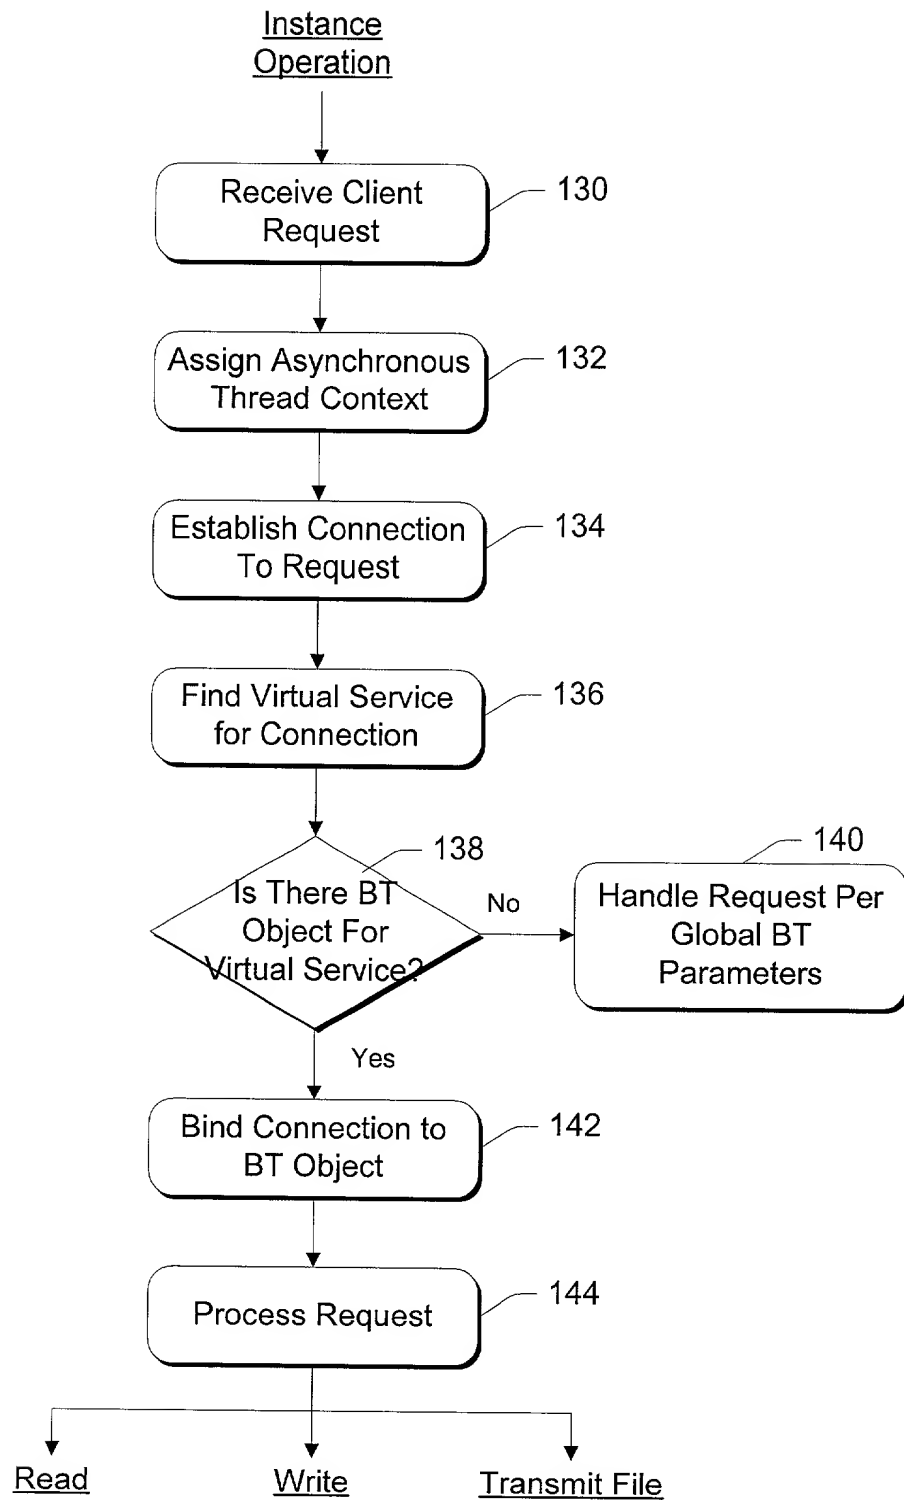 Instance
Operation
Receive Client
Request
130
Assign Asynchronous
Thread Context
132
Establish Connection
To Request
134
Find Virtual Service
for Connection
136
138
Is There BT
Object For
Virtual Service?
No
140
Handle Request Per
Global BT
Parameters
Yes
Bind Connection to
BT Object
142
Process Request
144
Read
Write
Transmit File